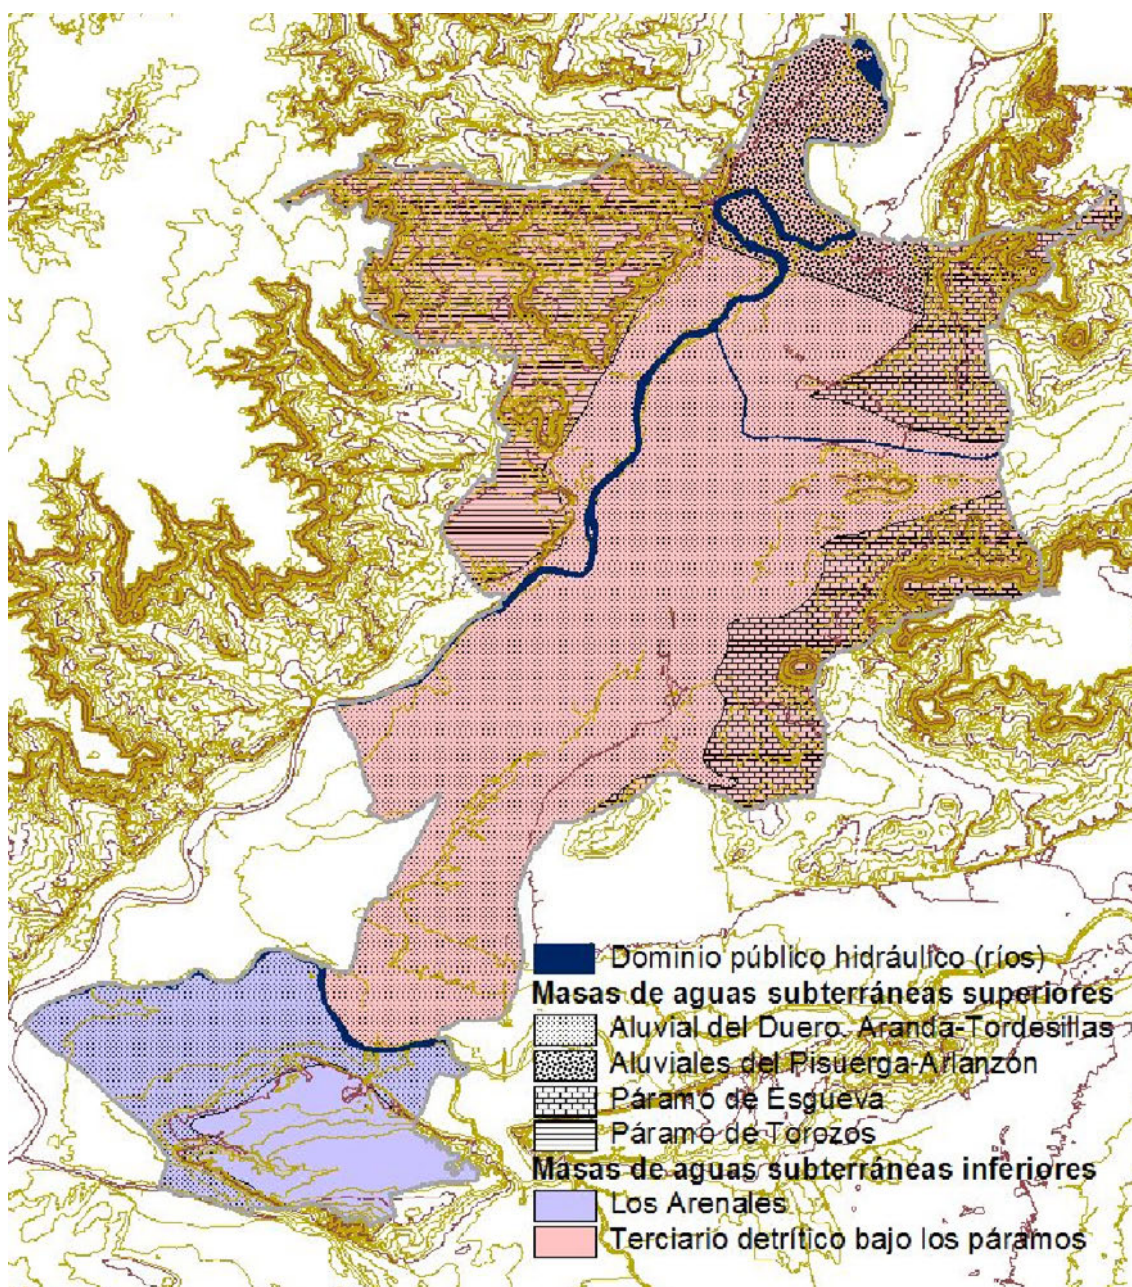 Dominio público hidráulico (ríos)
Masas de aguas subterráneas superiores
Aluvial del Duero. Aranda-Tordesillas
Aluviales del Pisuerga-Arlanzón
Páramo de Esgueva
Páramo de Torozos
Masas de aguas subterráneas inferiores
Los Arenales
Terciario detrítico bajo los páramos